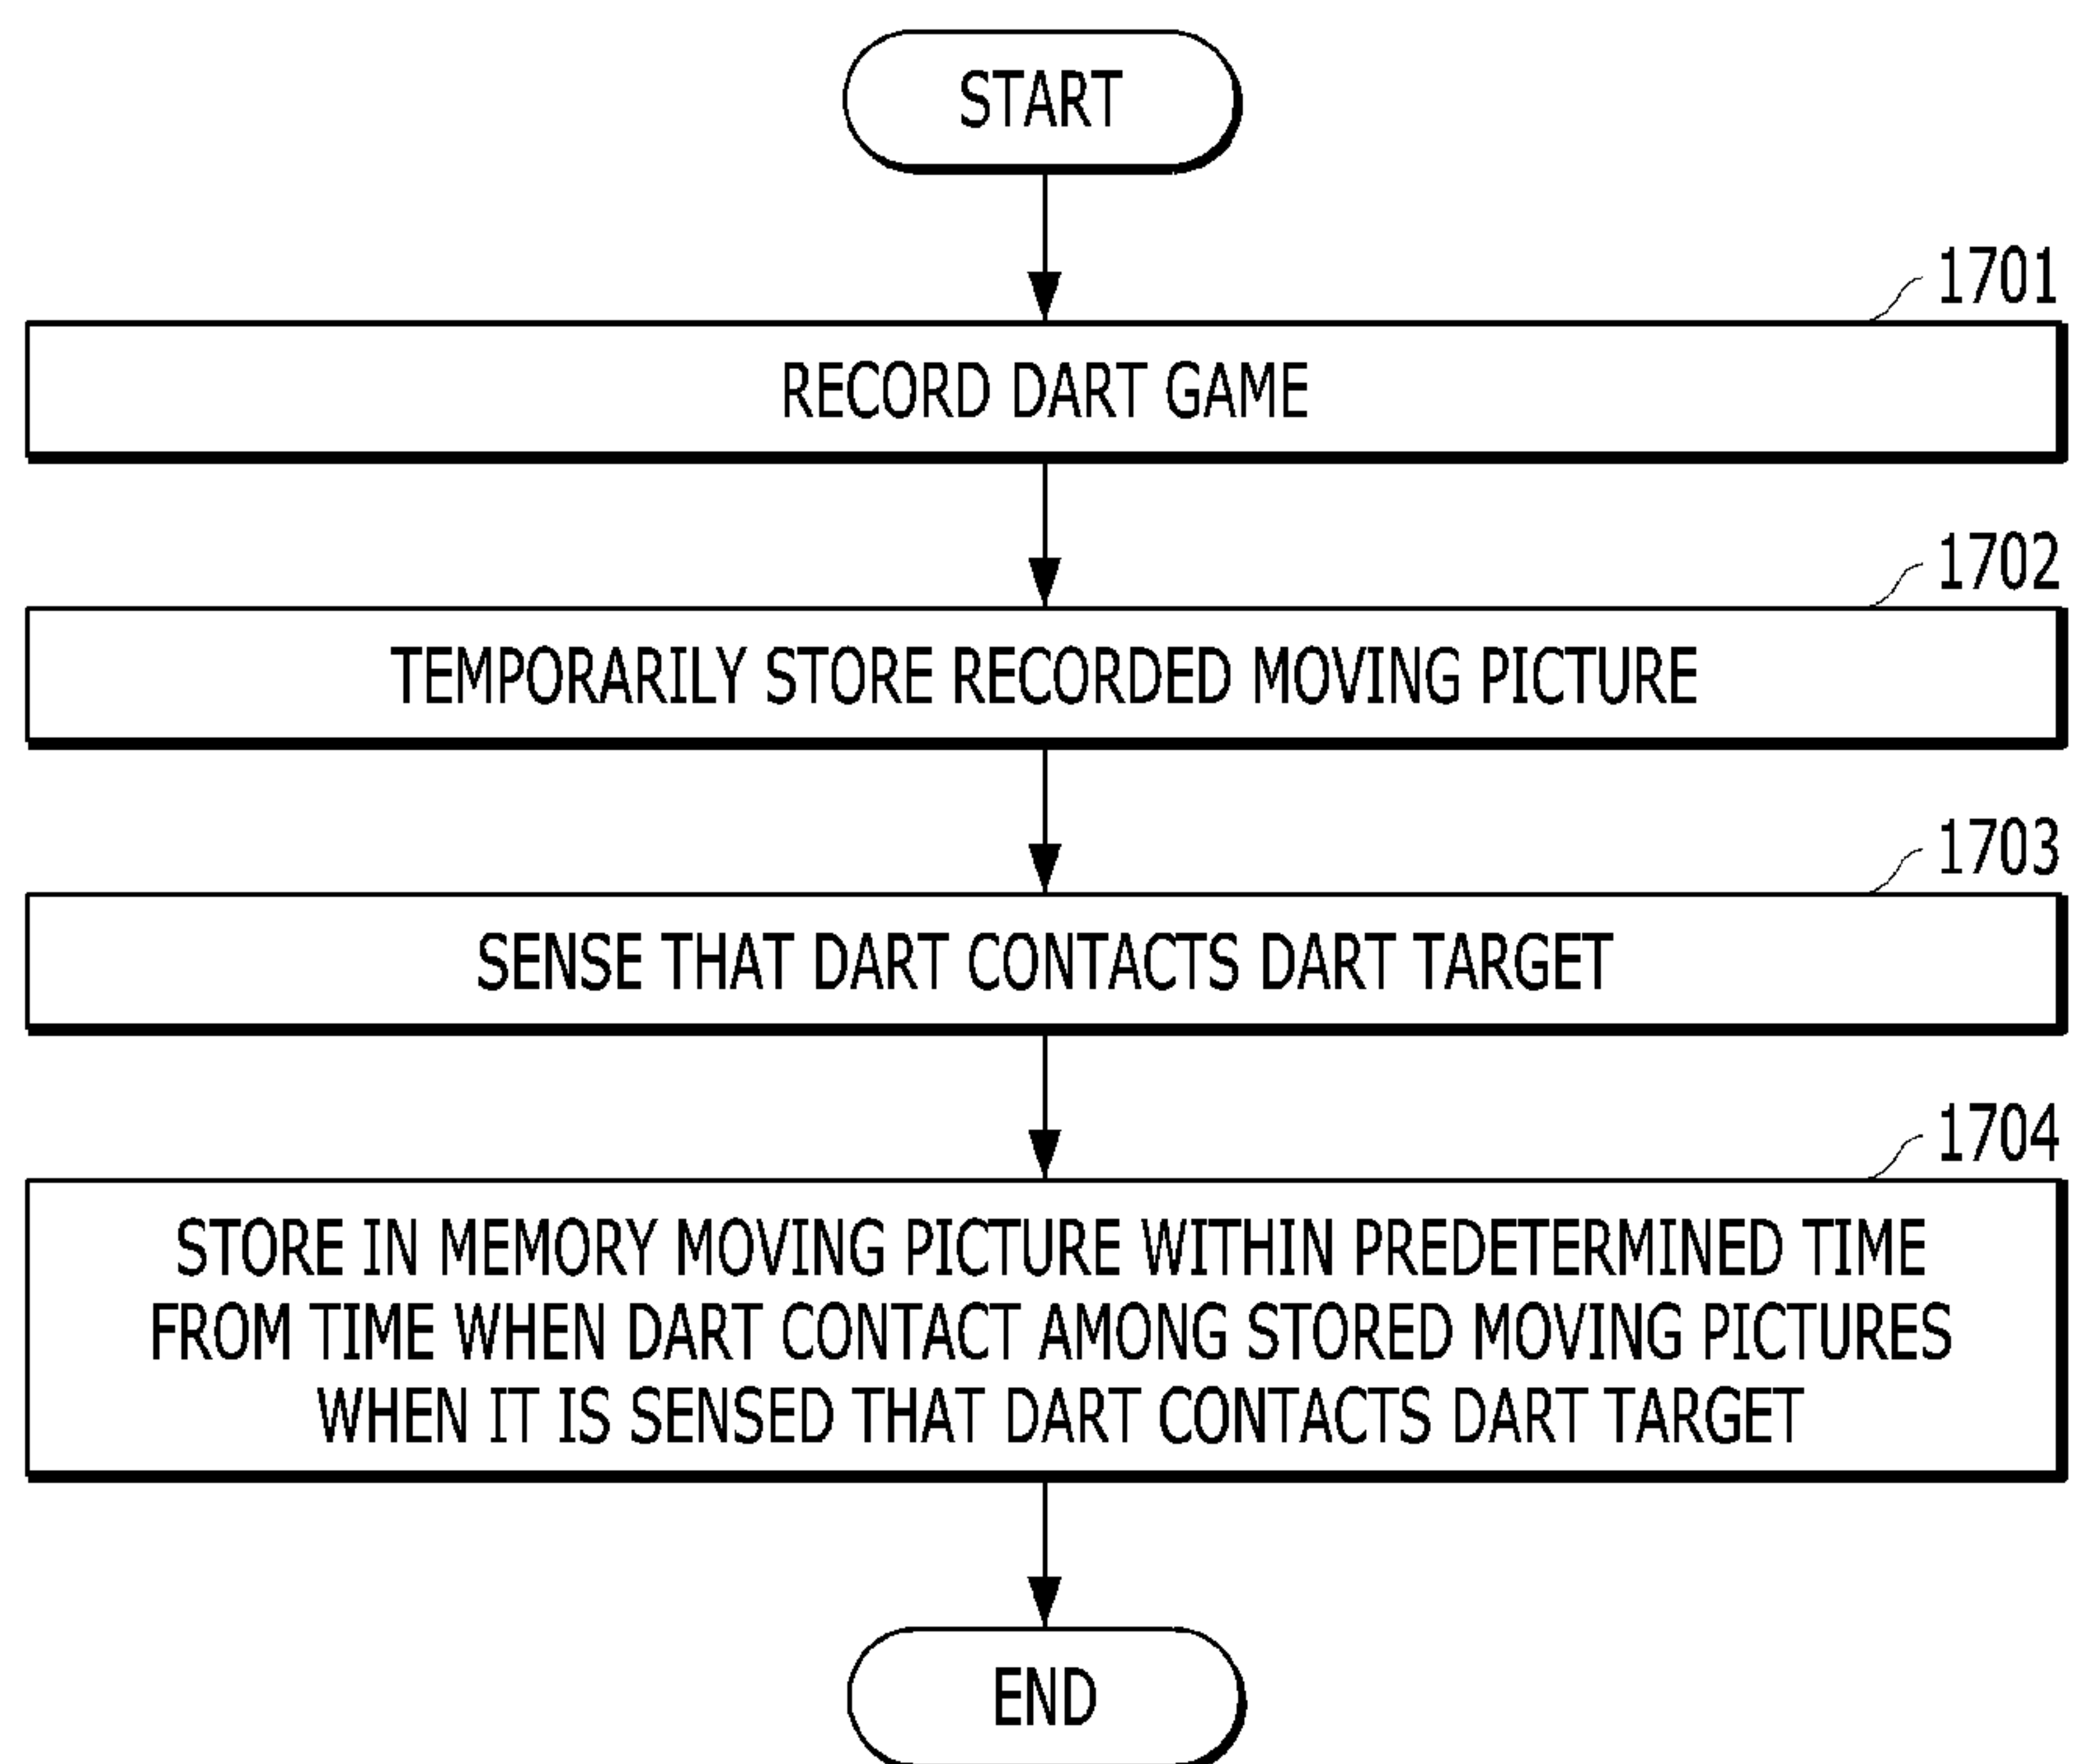 START
1701
RECORD DART GAME
1702
TEMPORARILY STORE RECORDED MOVING PICTURE
1703
SENSE THAT DART CONTACTS DART TARGET
1704
STORE IN MEMORY MOVING PICTURE WITHIN PREDETERMINED TIME
FROM TIME WHEN DART CONTACT AMONG STORED MOVING PICTURES
WHEN IT IS SENSED THAT DART CONTACTS DART TARGET
END